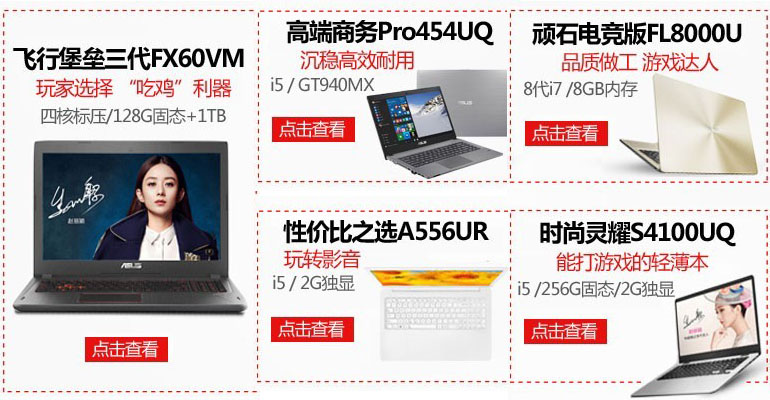 飞行堡垒三代FX60VM
玩家选择 “吃鸡”利器
四核标压/128G固态+1TB
赵丽颖
ASUS
点击查看
高端商务Pro454UQ
沉稳高效耐用
i5 / GT940MX
点击查看
ASUS
顽石电竞版FL8000U
品质做工 游戏达人
8代i7 /8GB内存
点击查看
性价比之选A556UR
玩转影音
i5 / 2G独显
点击查看
时尚灵耀S4100UQ
能打游戏的轻薄本
i5 /256G固态/2G独显
点击查看